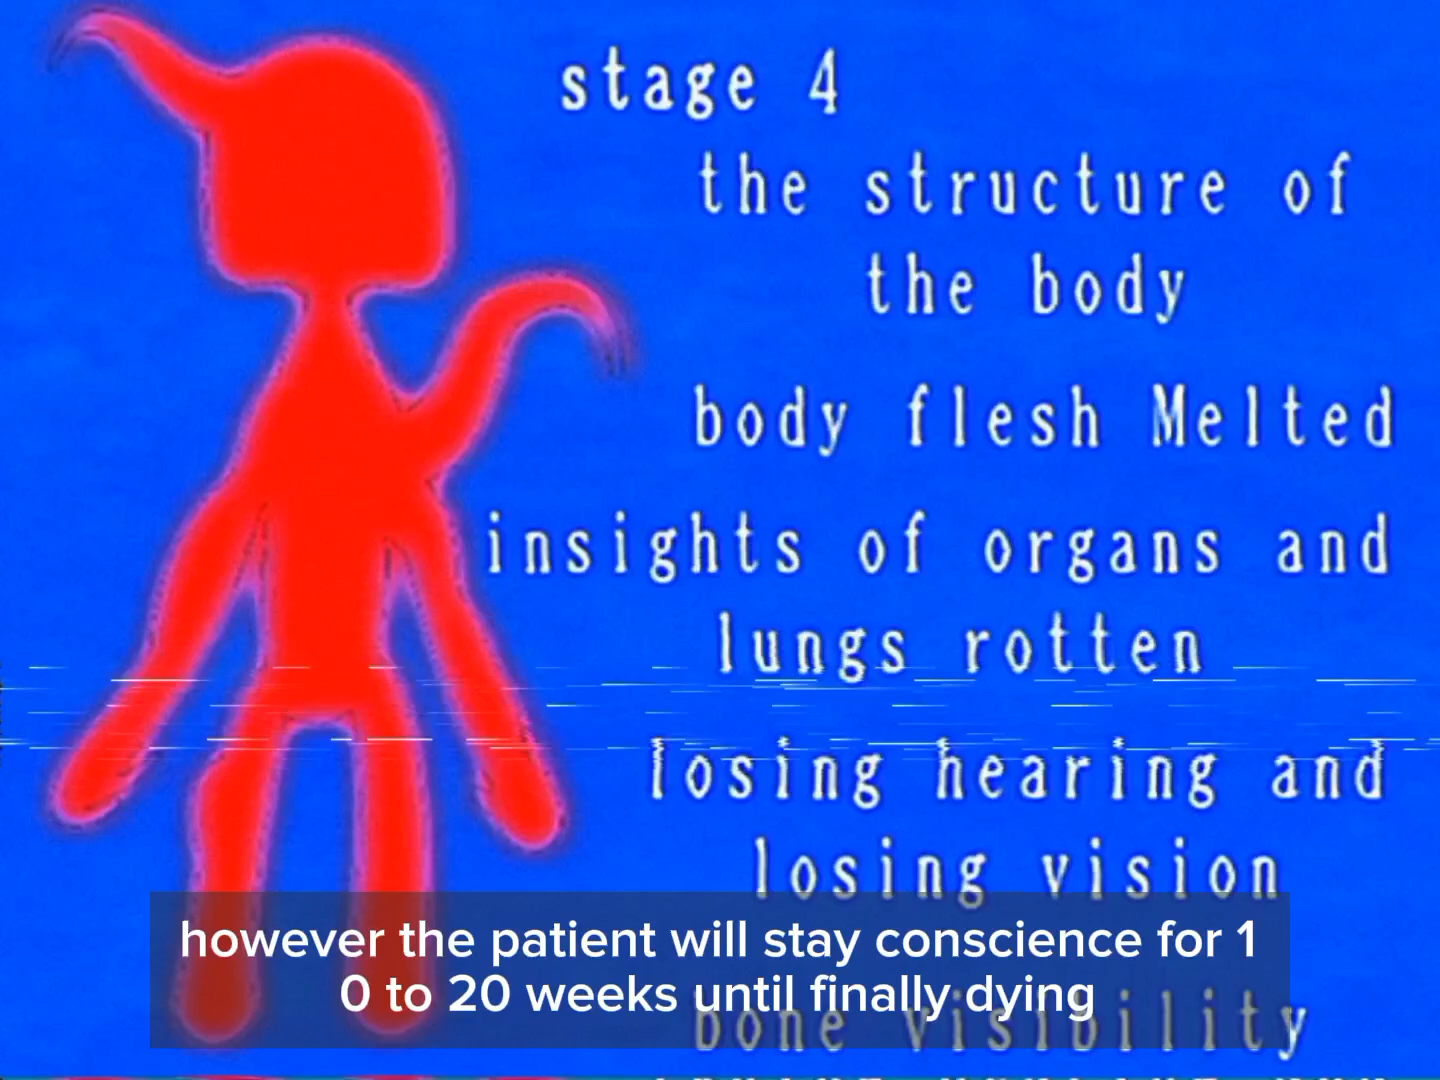 stage 4
the structure of
the body
body flesh Melted
insights of organs and
lungs rotten
losing hearing and
losing vision
bone visibility
however the patient will stay conscience for 1
0 to 20 weeks until finally dying